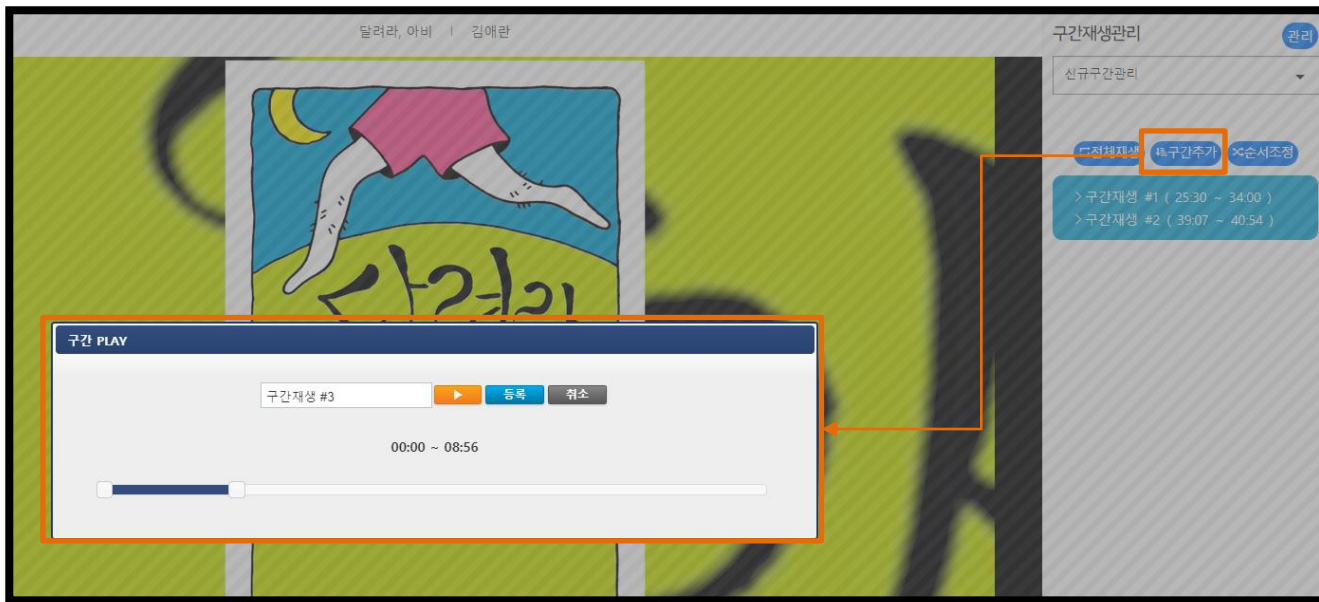 달려라, 아비 | 김애란
구간재생관리
관리
신규구간관리
전체재생 구간추가 순서조정
> 구간재생 #1 ( 25:30 ~ 34:00 )
> 구간재생 #2 ( 39:07 ~ 40:54 )
구간 PLAY
구간재생 #3 등록 취소
00:00 ~ 08:56